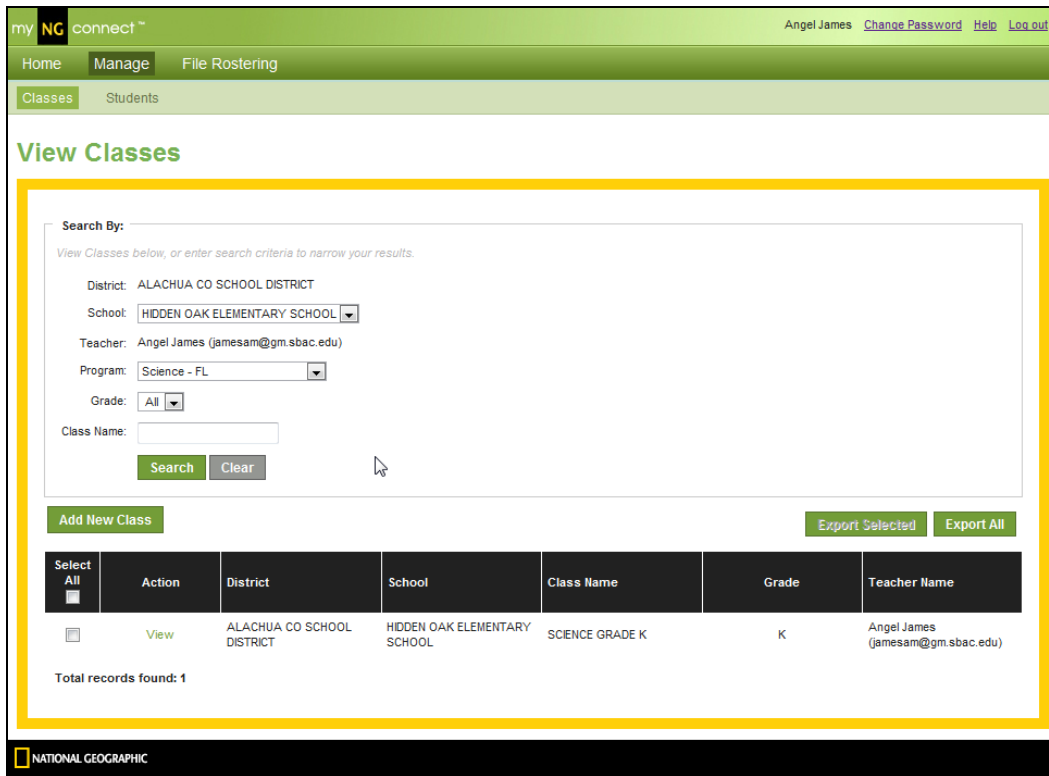 my NG connect ™
Angel James Change Password Help Log out
Home Manage File Rostering
Classes Students
View Classes
Search By:
View Classes below, or enter search criteria to narrow your results.
District: ALACHUA CO SCHOOL DISTRICT
School: HIDDEN OAK ELEMENTARY SCHOOL
Teacher: Angel James (jamesam@gm.sbac.edu)
Program: Science - FL
Grade: All
Class Name:
Search Clear
Add New Class Export Selected Export All
Select
All Action District School Class Name Grade Teacher Name
View ALACHUA CO SCHOOL HIDDEN OAK ELEMENTARY SCIENCE GRADE K K Angel James
DISTRICT SCHOOL (jamesam@gm.sbac.edu)
Total records found: 1
NATIONAL GEOGRAPHIC